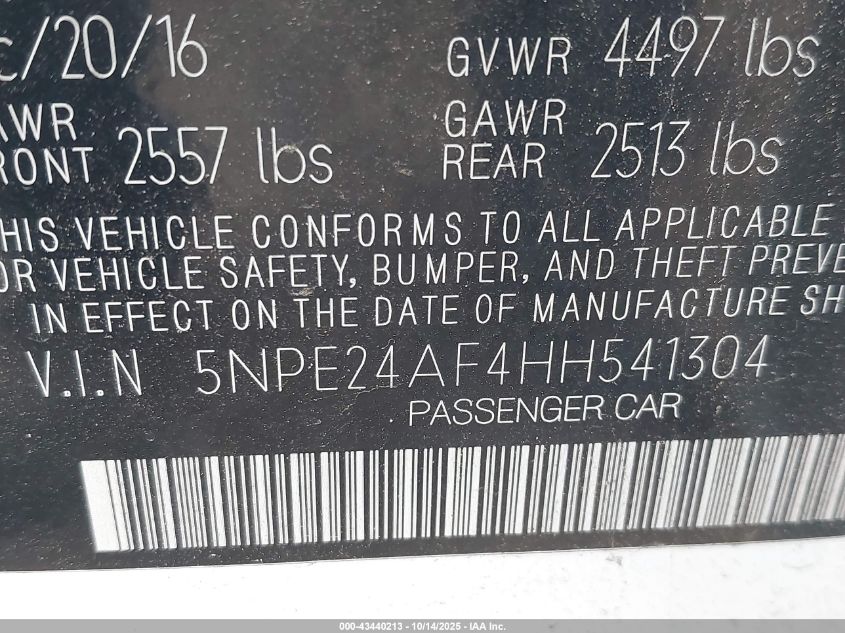 c/20/16 GVWR 4497 lbs
AWR GAWR
RONT 2557 lbs REAR 2513 lbs
HIS VEHICLE CONFORMS TO ALL APPLICABLE
OR VEHICLE SAFETY, BUMPER, AND THEFT PREVE
IN EFFECT ON THE DATE OF MANUFACTURE SH
V.I.N 5NPE24AF4HH541304
PASSENGER CAR
000-43440213 - 10/14/2025 - IAA Inc.